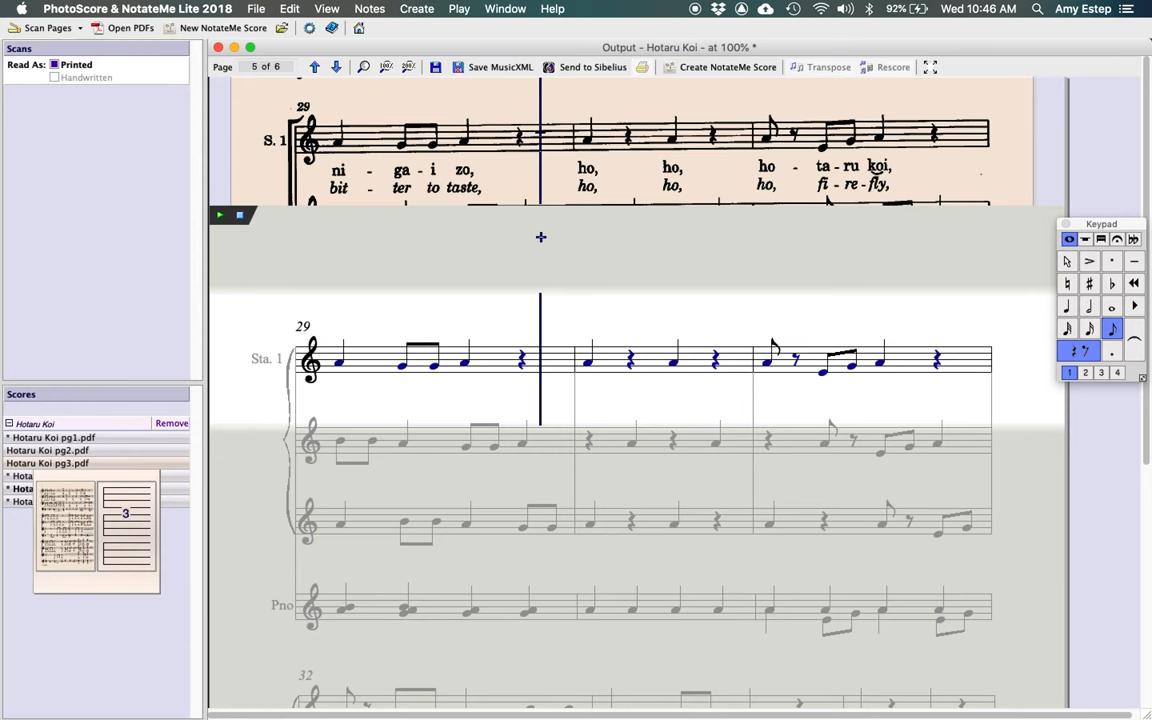 PhotoScore & NotateMe Lite 2018 File Edit View Notes Create Play Window Help 92% Wed 10:46 AM Amy Estep
Scan Pages Open PDFs New NotateMe Score
Scans
Read As: Printed
Handwritten
Output - Hotaru Koi - at 100% *
Page 5 of 6 Save MusicXML Send to Sibelius Create NotateMe Score Transpose Rescore
29
S. 1
ni - ga - i zo, ho, ho, ho - ta - ru koi,
bit - ter to taste, ho, ho, ho, fi - re - fly,
Keypad
1 2 3 4
29
Sta. 1
Pno
32
Scores
Hotaru Koi Remove
* Hotaru Koi pg1.pdf
Hotaru Koi pg2.pdf
Hotaru Koi pg3.pdf
* Hota
* Hota
* Hota
3